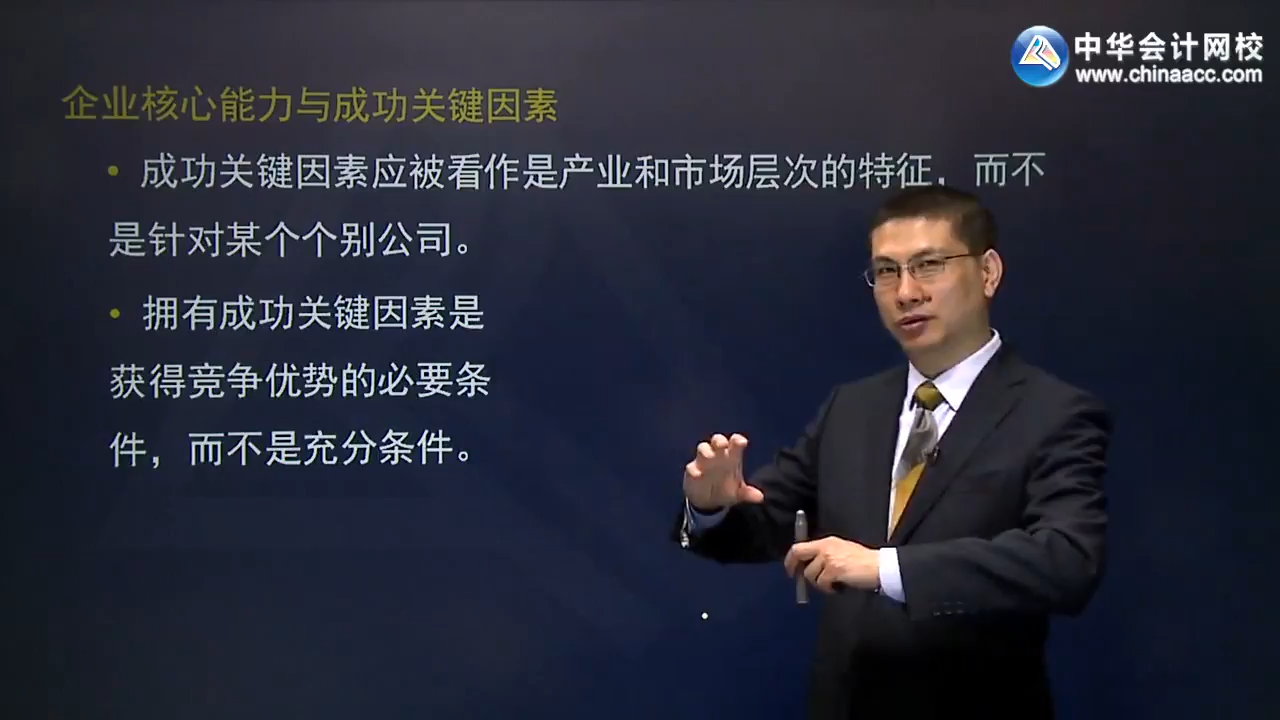 中华会计网校
www.chinaacc.com
企业核心能力与成功关键因素
• 成功关键因素应被看作是产业和市场层次的特征，而不
是针对某个个别公司。
• 拥有成功关键因素是
获得竞争优势的必要条
件，而不是充分条件。